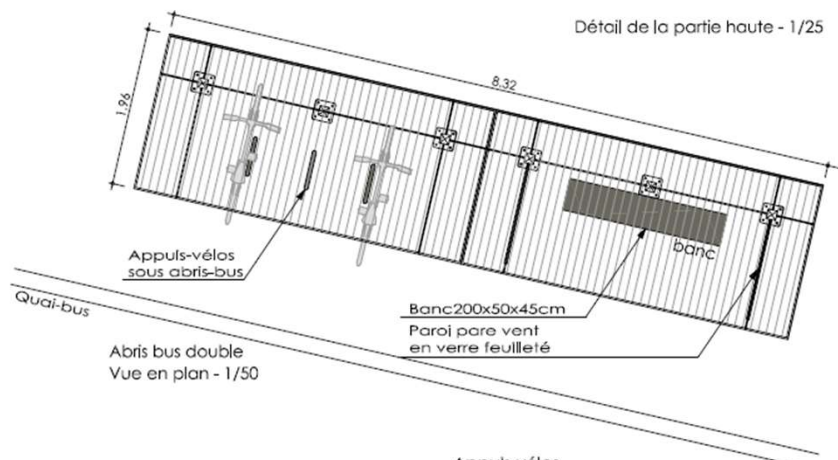 Détail de la partie haute - 1/25
8.32
1.96
Appuis-vélos
sous abris-bus
banc
Banc200x50x45cm
Paroi pare vent
en verre feuilleté
Quai-bus
Abris bus double
Vue en plan - 1/50